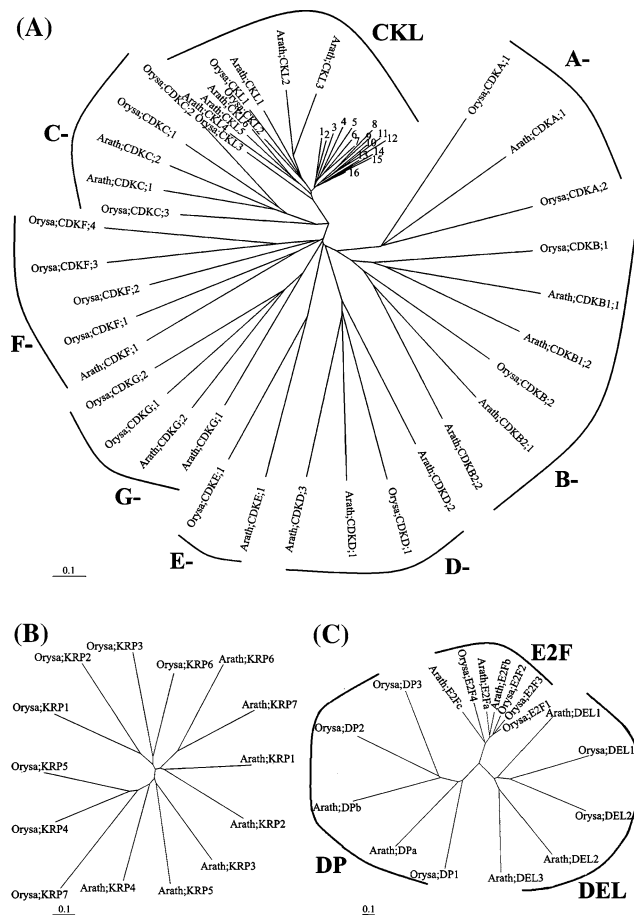 (A)
CKL
A-
C-
F-
G-
E-
D-
B-
Arath;CKL2
Arath;CKL3
Arath;CKL1
Orysa;CKL1
Orysa;CKL2
Arath;CKL5
Arath;CKL4
Orysa;CKL3
Orysa;CDKC;2
Orysa;CDKC;1
Arath;CDKC;2
Arath;CDKC;1
Orysa;CDKC;3
Orysa;CDKF;4
Orysa;CDKF;3
Orysa;CDKF;2
Orysa;CDKF;1
Arath;CDKF;1
Orysa;CDKG;2
Orysa;CDKG;1
Arath;CDKG;2
Arath;CDKG;1
Orysa;CDKE;1
Arath;CDKE;1
Arath;CDKD;3
Arath;CDKD;1
Orysa;CDKD;1
Arath;CDKD;2
Arath;CDKB2;2
Arath;CDKB2;1
Orysa;CDKB;2
Arath;CDKB1;2
Arath;CDKB1;1
Orysa;CDKB;1
Orysa;CDKA;2
Arath;CDKA;1
Orysa;CDKA;1
1 2 3 4 5 6 7 8 9 10 11 12 13 14 15 16
0.1
(B)
Orysa;KRP3
Orysa;KRP2
Orysa;KRP6
Arath;KRP6
Orysa;KRP1
Arath;KRP7
Orysa;KRP5
Arath;KRP1
Orysa;KRP4
Arath;KRP2
Arath;KRP3
Orysa;KRP7
Arath;KRP4
Arath;KRP5
0.1
(C)
E2F
Arath;E2Fc
Orysa;E2F4
Arath;E2Fa
Arath;E2Fb
Orysa;E2F2
Orysa;E2F3
Orysa;E2F1
Orysa;DP3
Orysa;DP2
Arath;DPb
Arath;DPa
Orysa;DP1
DP
Arath;DEL1
Orysa;DEL1
Orysa;DEL2
Arath;DEL2
Arath;DEL3
DEL
0.1